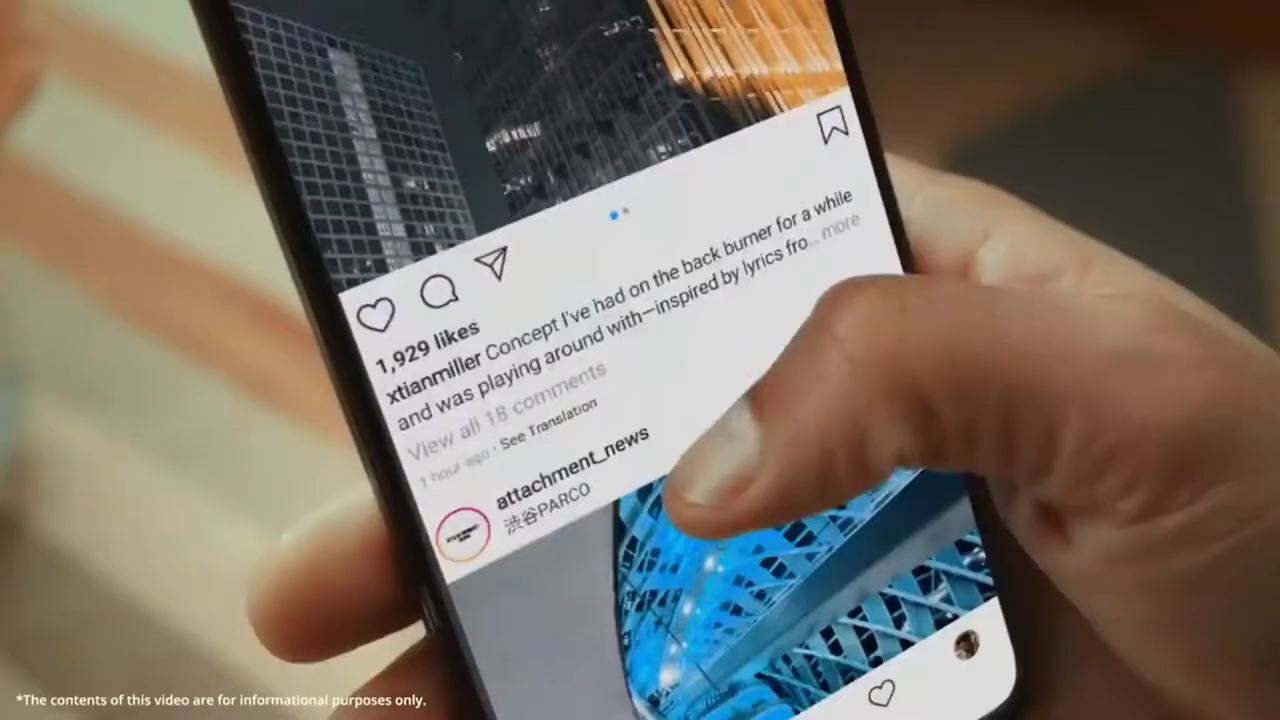 1,929 likes
xtianmiller Concept I've had on the back burner for a while
and was playing around with—inspired by lyrics fro... more
View all 18 comments
1 hour ago · See Translation
attachment_news
渋谷PARCO
*The contents of this video are for informational purposes only.